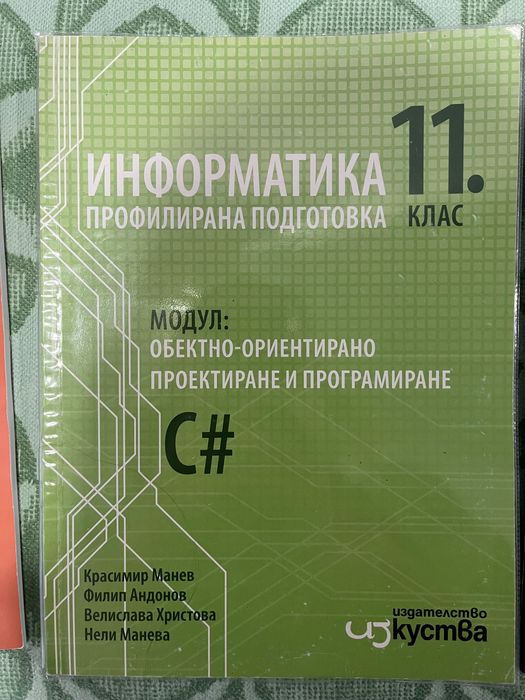 11.
ИНФОРМАТИКА
ПРОФИЛИРАНА ПОДГОТОВКА КЛАС
МОДУЛ:
ОБЕКТНО-ОРИЕНТИРАНО
ПРОЕКТИРАНЕ И ПРОГРАМИРАНЕ
C#
Красимир Манев
Филип Андонов
Велислава Христова
Нели Манева
издателство
изкуства